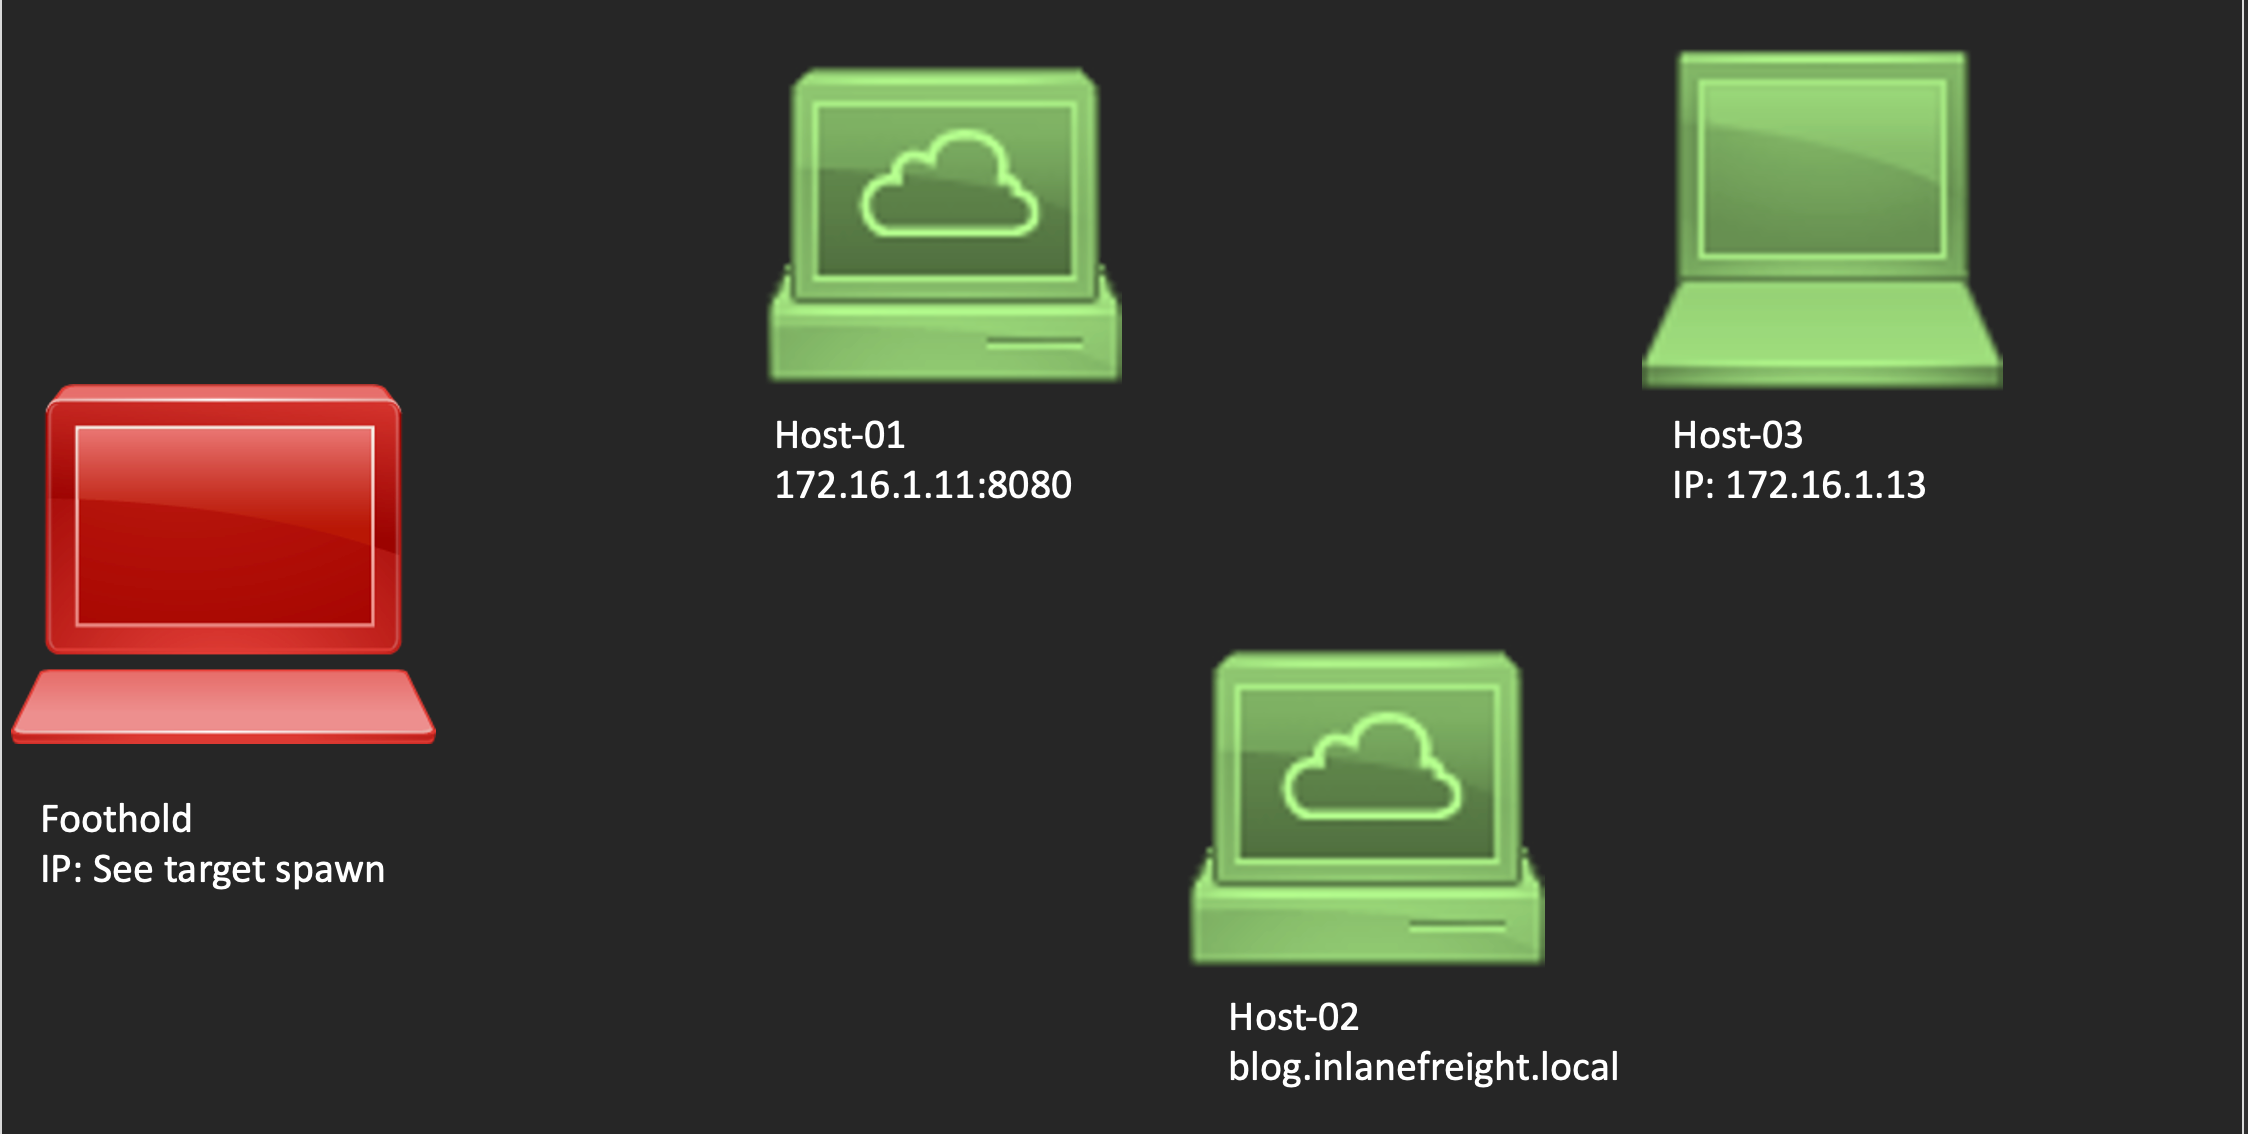 Host-01
172.16.1.11:8080
Host-03
IP: 172.16.1.13
Foothold
IP: See target spawn
Host-02
blog.inlanefreight.local